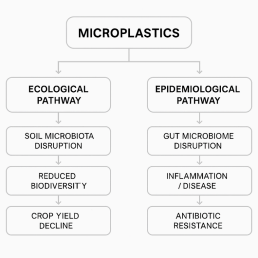 MICROPLASTICS
ECOLOGICAL
PATHWAY
SOIL MICROBIOTA
DISRUPTION
REDUCED
BIODIVERSITY
CROP YIELD
DECLINE
EPIDEMIOLOGICAL
PATHWAY
GUT MICROBIOME
DISRUPTION
INFLAMMATION
/ DISEASE
ANTIBIOTIC
RESISTANCE